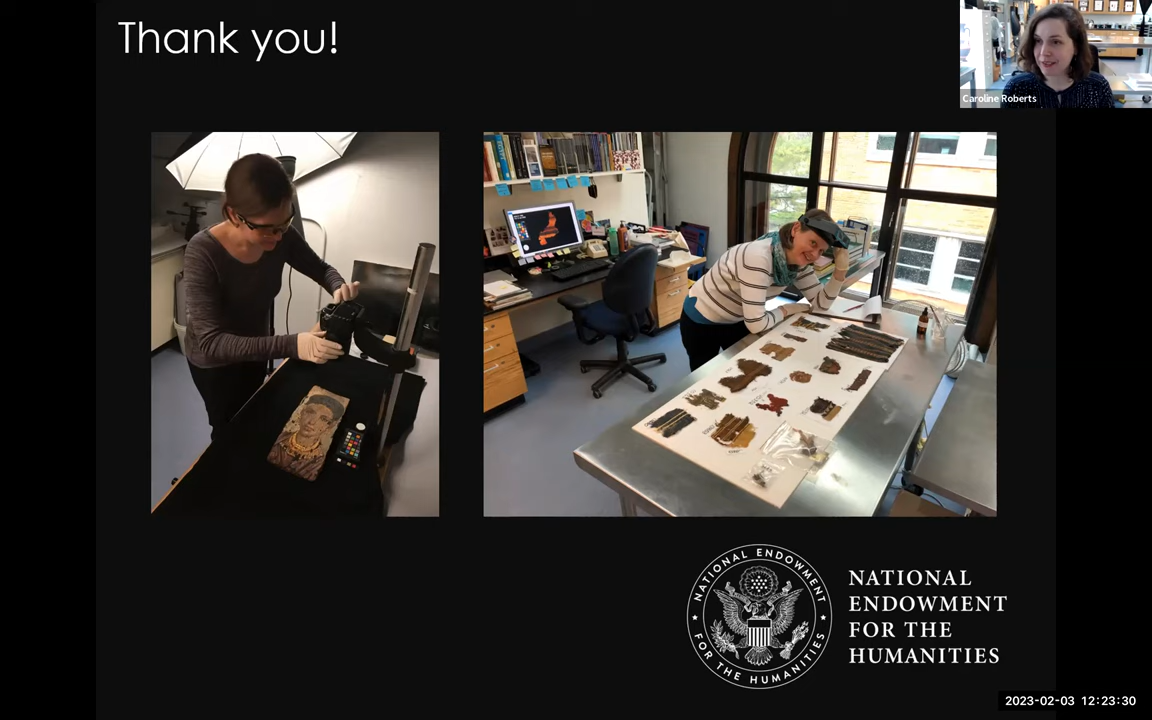 Thank you!
Caroline Roberts
NATIONAL ENDOWMENT
FOR THE HUMANITIES
NATIONAL
ENDOWMENT
FOR THE
HUMANITIES
2023-02-03 12:23:30